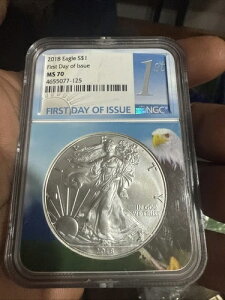 2018 Eagle S$1
First Day of Issue
MS 70
4655077-125
1st
FIRST DAY OF ISSUE
NGC
LIBERTY
IN GOD
WE TRUST
2018